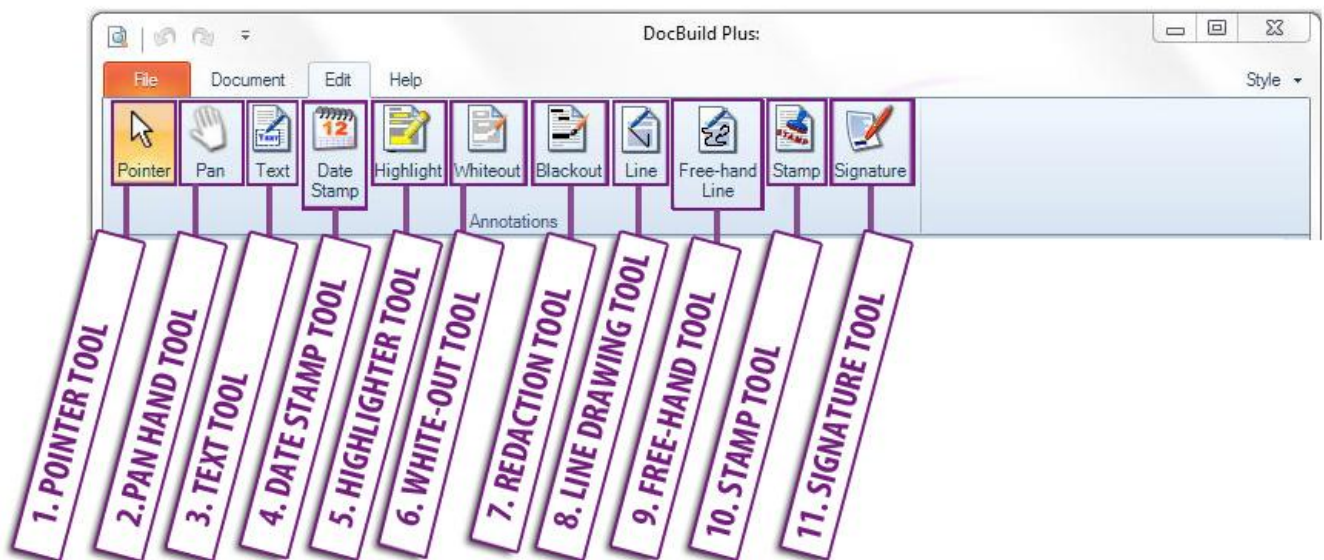 DocBuild Plus:
File Document Edit Help Style
12 TEXT STAMP
Pointer Pan Text Date Stamp Highlight Whiteout Blackout Line Free-hand Line Stamp Signature
Annotations
1. POINTER TOOL
2.PAN HAND TOOL
3. TEXT TOOL
4. DATE STAMP TOOL
5. HIGHLIGHTER TOOL
6. WHITE-OUT TOOL
7. REDACTION TOOL
8. LINE DRAWING TOOL
9. FREE-HAND TOOL
10. STAMP TOOL
11. SIGNATURE TOOL